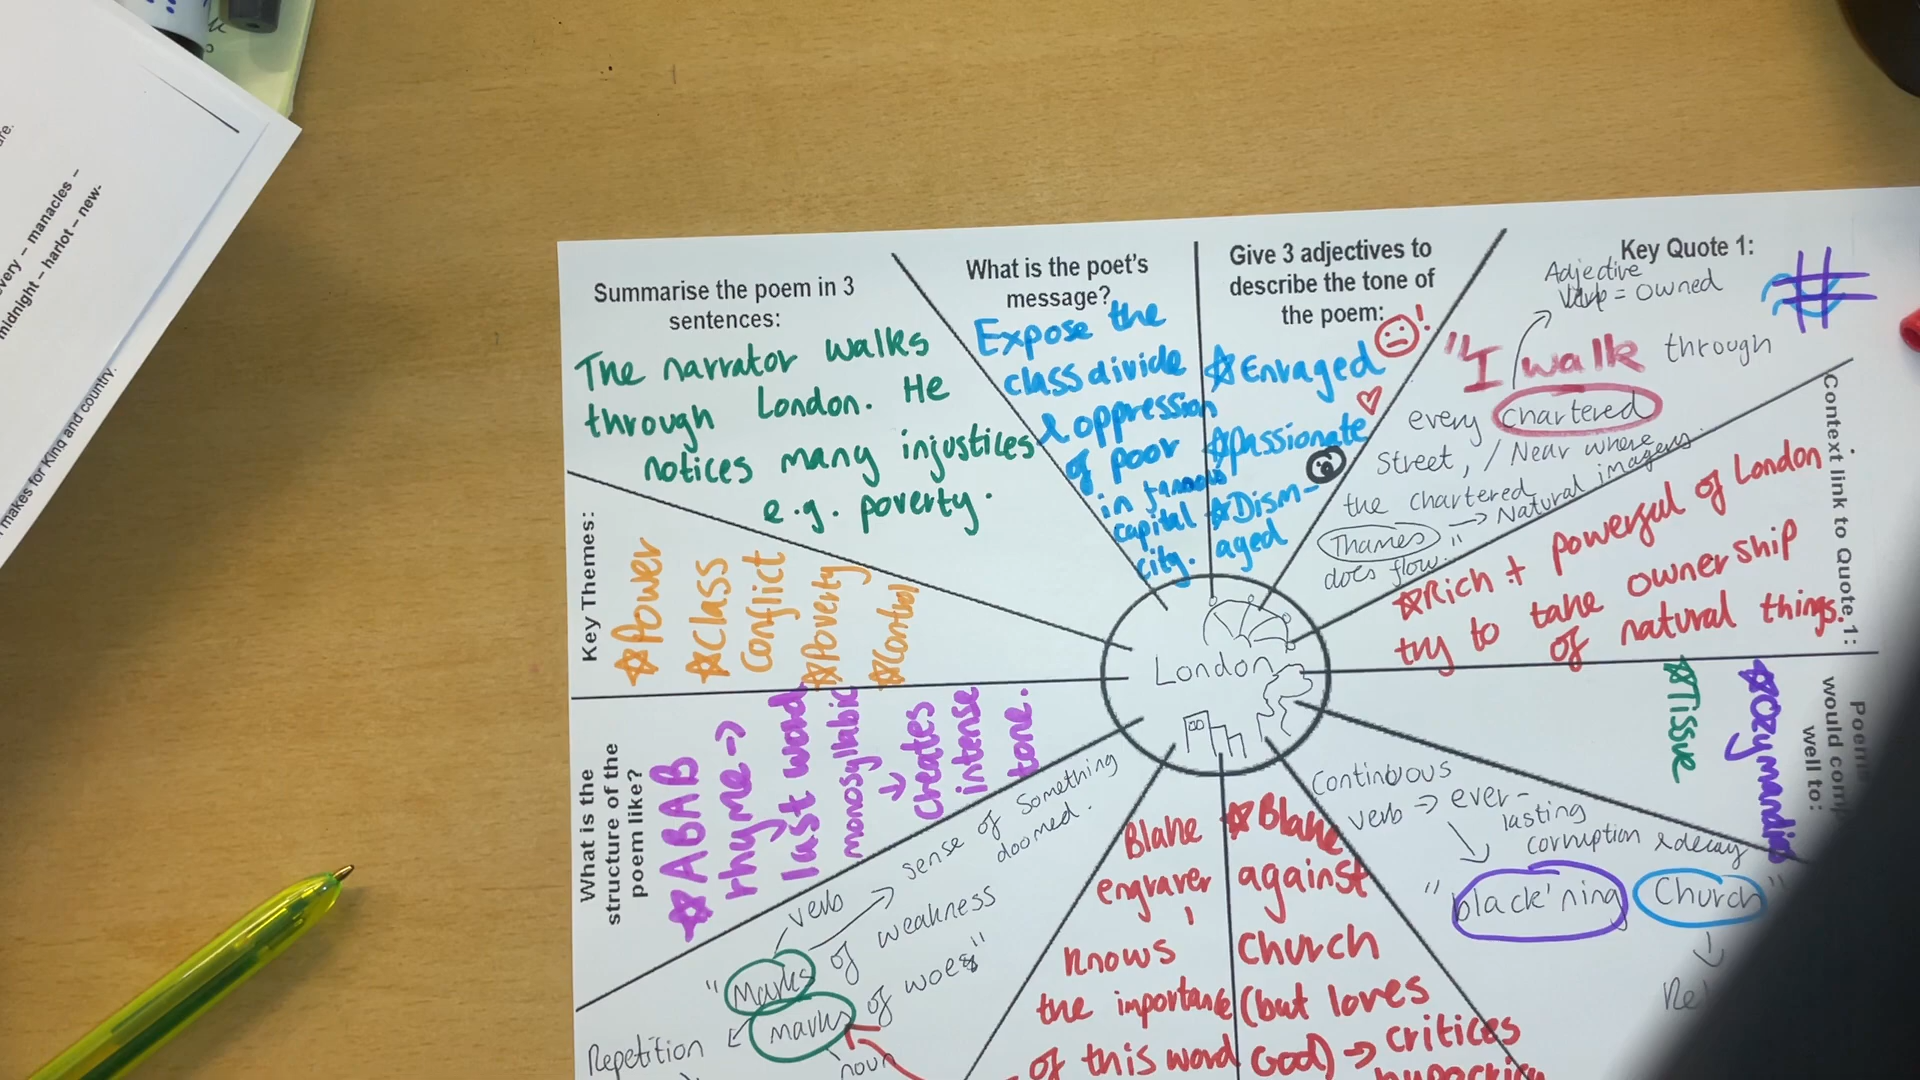 are.
very – manacles –
midnight – harlot – new-
makes for King and country.
Summarise the poem in 3
sentences:
The narrator walks
through London. He
notices many injustices
e.g. poverty.
What is the poet's
message?
Expose the
class divide
& oppression
of poor
in famous
capital
city.
Give 3 adjectives to
describe the tone of
the poem:
Enraged
Passionate
Dism-
aged
Key Quote 1:
Adjective
= owned
"I walk through
every chartered
Street, / Near where
the chartered
Thames "
does flow.
→ Natural imagery
Context link to Quote 1:
Rich + powerful of London
try to take ownership
of natural things.
Poem
would comp
well to:
Ozymandias
Tissue
Key Themes:
Power
Class
Conflict
Poverty
Control
London
What is the
structure of the
poem like?
ABAB
rhyme →
last word
monosyllabic
↓
creates
intense
tone.
sense of something
doomed.
verb
"Marks of weakness
marks of woes"
Repetition
noun
Blake
engraver
knows
the importance
of this word
Blake
against
church
(but loves
God) → critices
Continuous
verb → ever-
lasting
corruption & decay
"black'ning Church"
Rel